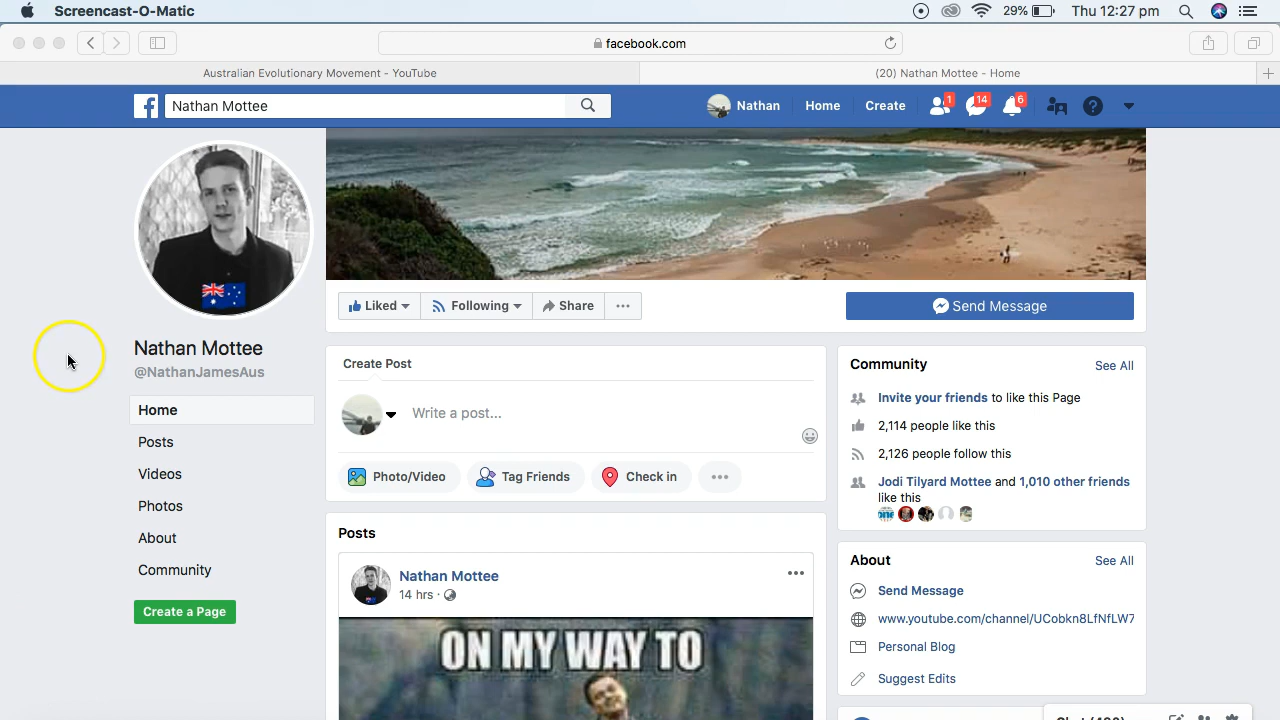 Screencast-O-Matic
29%
Thu 12:27 pm
facebook.com
Australian Evolutionary Movement - YouTube
(20) Nathan Mottee - Home
Nathan Mottee
Nathan
Home
Create
1
14
6
Nathan Mottee
@NathanJamesAus
Home
Posts
Videos
Photos
About
Community
Create a Page
Liked
Following
Share
Send Message
Create Post
Write a post...
Photo/Video
Tag Friends
Check in
Posts
Nathan Mottee
14 hrs ·
ON MY WAY TO
Community
See All
Invite your friends to like this Page
2,114 people like this
2,126 people follow this
Jodi Tilyard Mottee and 1,010 other friends
like this
About
See All
Send Message
www.youtube.com/channel/UCobkn8LfNfLW7
Personal Blog
Suggest Edits